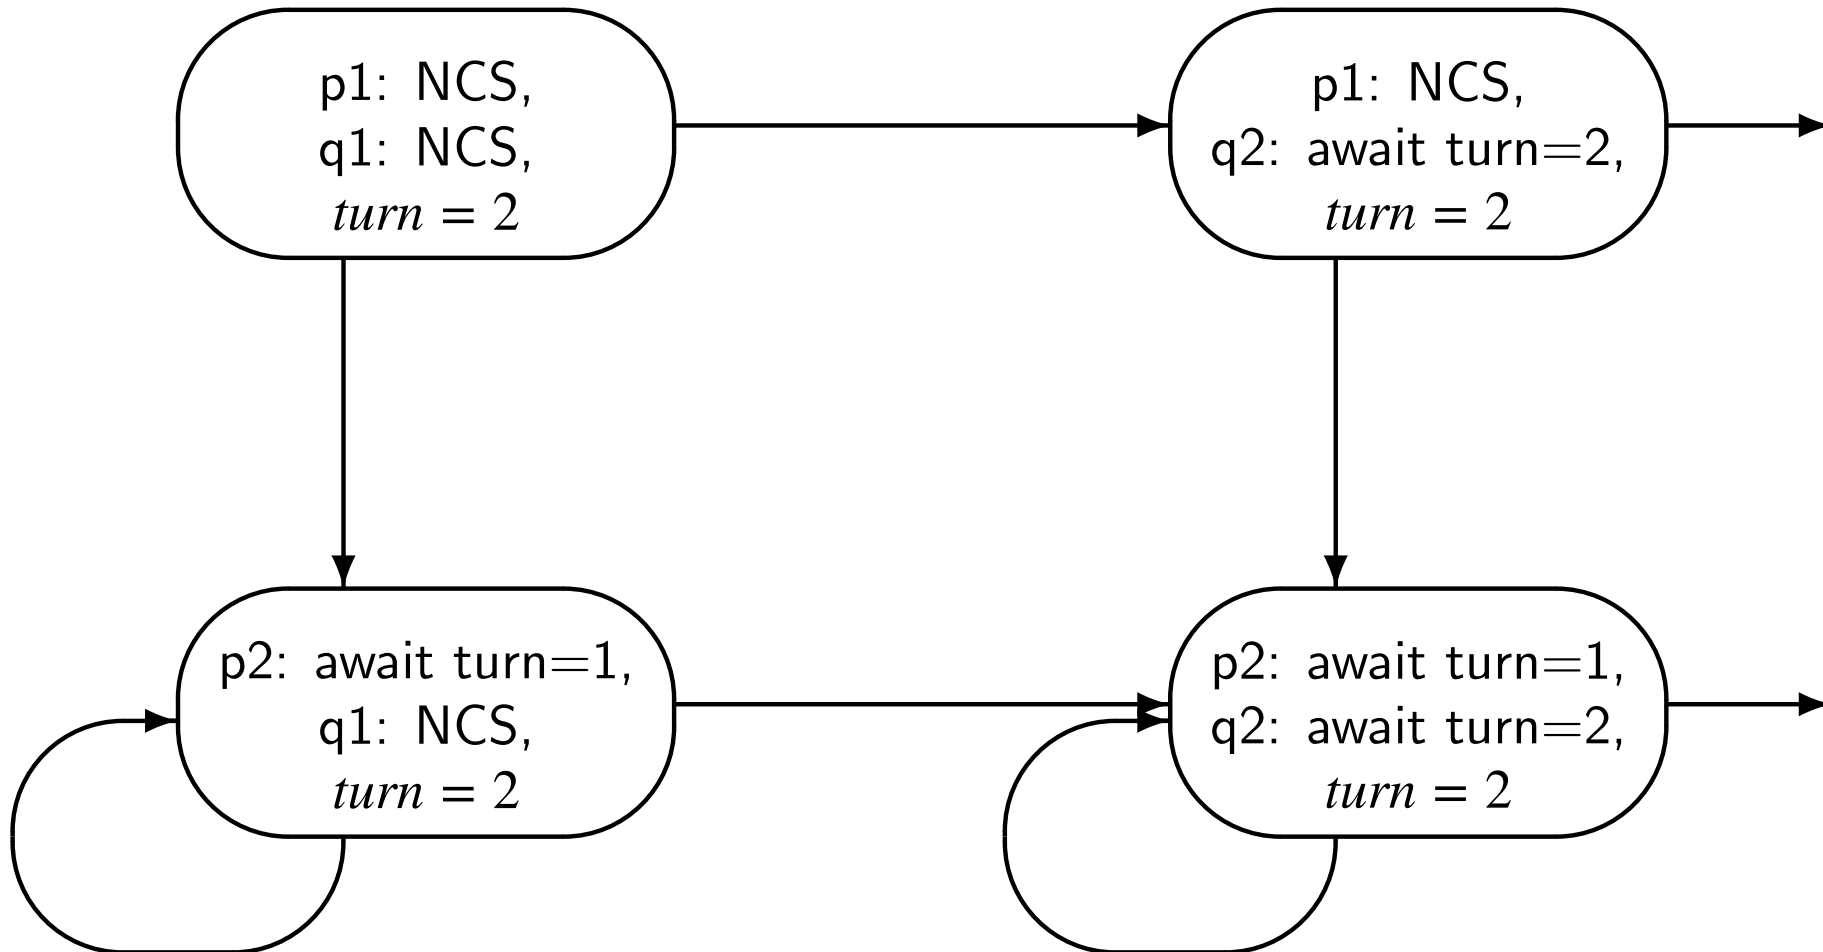 p1: NCS,
q1: NCS,
turn = 2
p1: NCS,
q2: await turn=2,
turn = 2
p2: await turn=1,
q1: NCS,
turn = 2
p2: await turn=1,
q2: await turn=2,
turn = 2